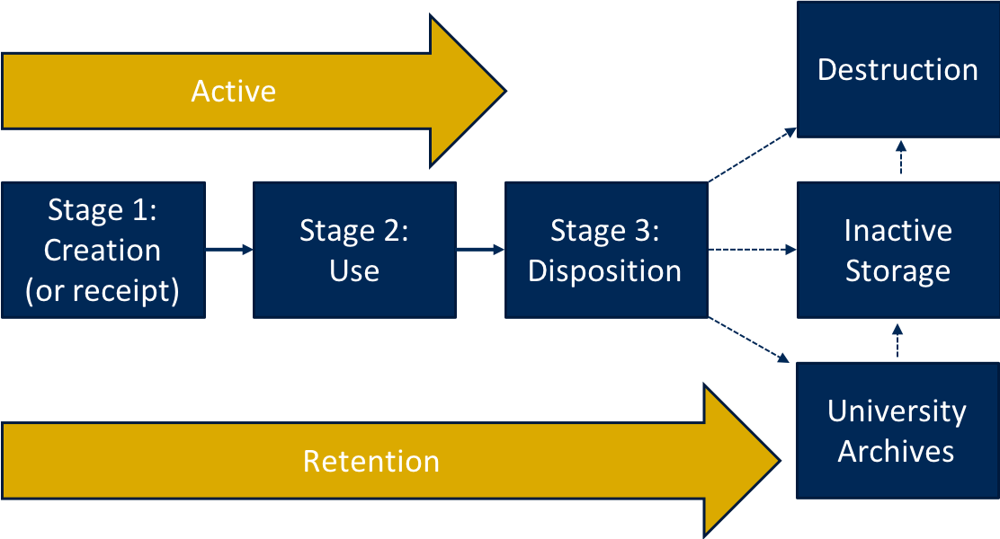 Active
Destruction
Stage 1:
Creation
(or receipt)
Stage 2:
Use
Stage 3:
Disposition
Inactive
Storage
University
Archives
Retention